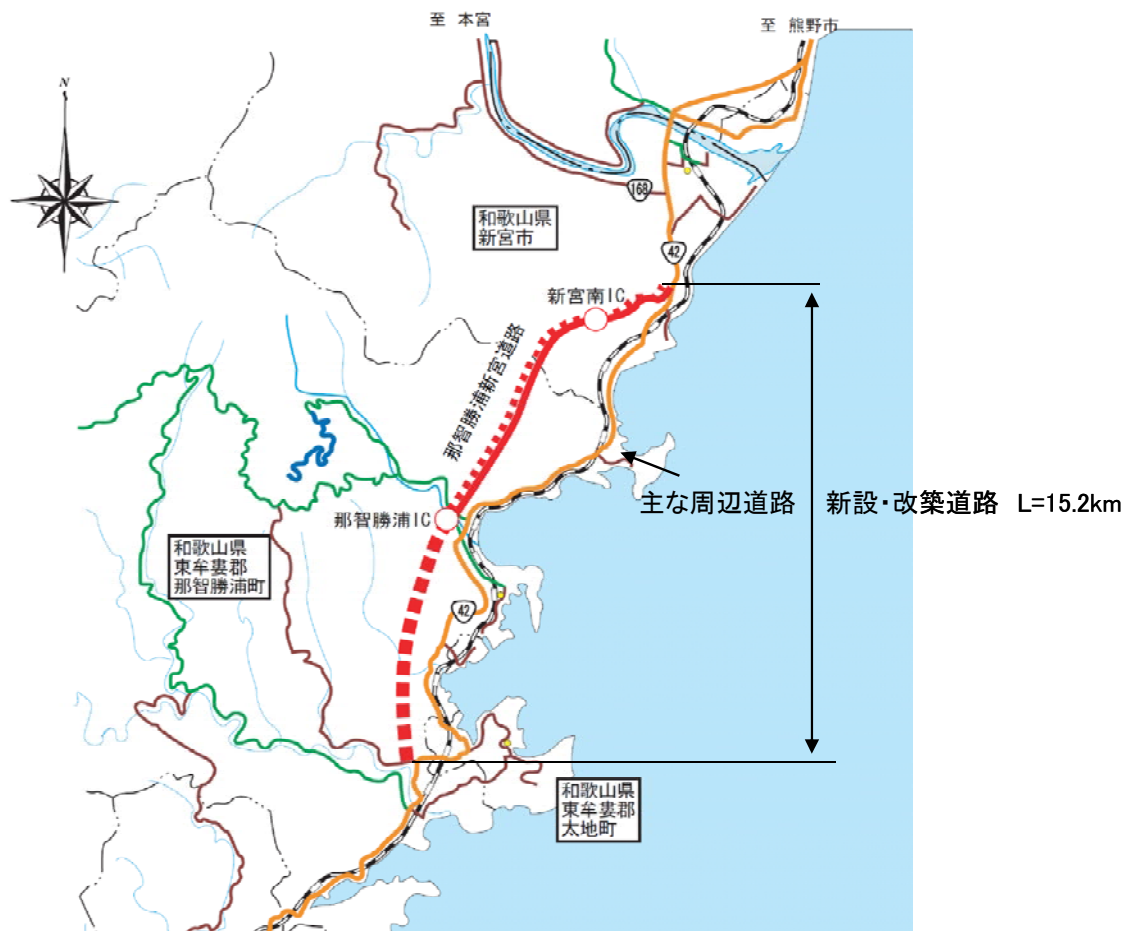 至 本宮
至 熊野市
N
168
和歌山県
新宮市
42
新宮南IC
那智勝浦新宮道路
主な周辺道路
新設・改築道路 L=15.2km
那智勝浦IC
和歌山県
東牟婁郡
那智勝浦町
42
和歌山県
東牟婁郡
太地町